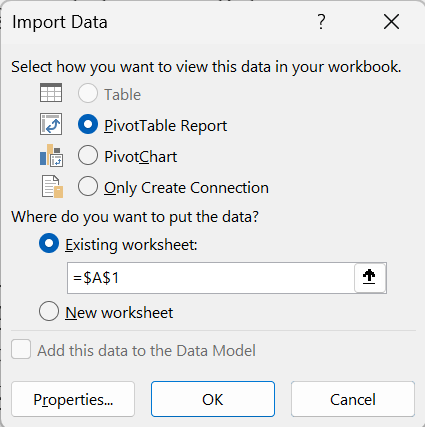 Import Data ?
Select how you want to view this data in your workbook.
Table
PivotTable Report
PivotChart
Only Create Connection
Where do you want to put the data?
Existing worksheet:
=$A$1
New worksheet
Add this data to the Data Model
Properties... OK Cancel